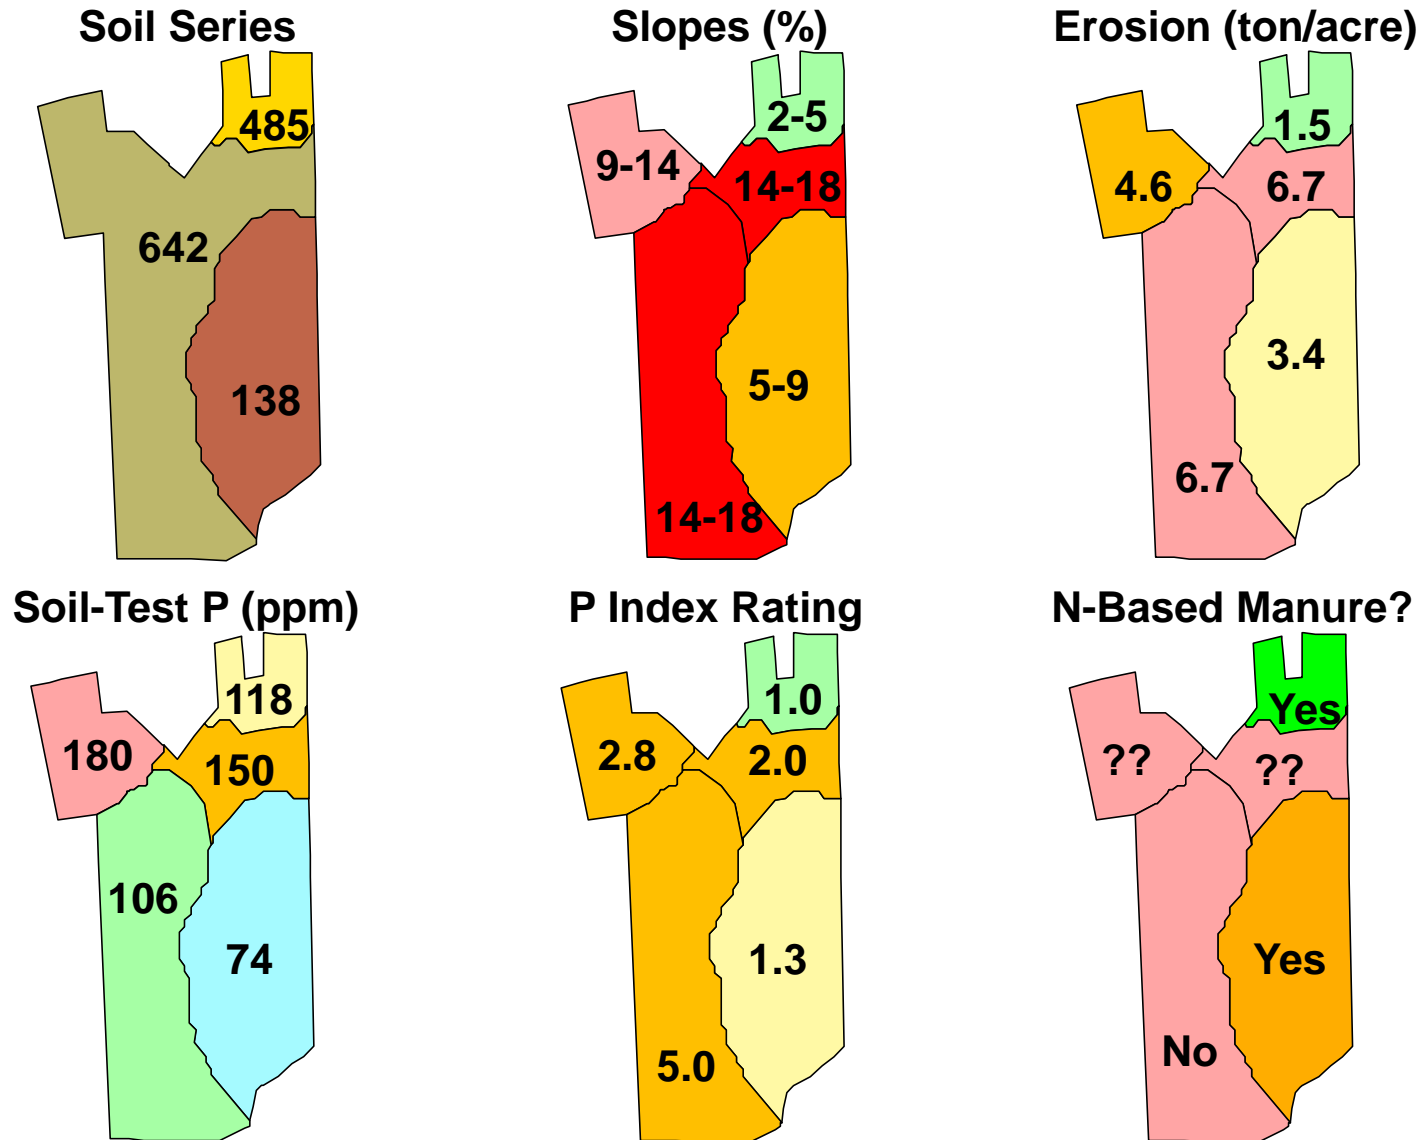 Soil Series
485
642
138
Slopes (%)
2-5
9-14
14-18
5-9
14-18
Erosion (ton/acre)
1.5
4.6
6.7
3.4
6.7
Soil-Test P (ppm)
118
180
150
106
74
P Index Rating
1.0
2.8
2.0
1.3
5.0
N-Based Manure?
Yes
??
??
Yes
No